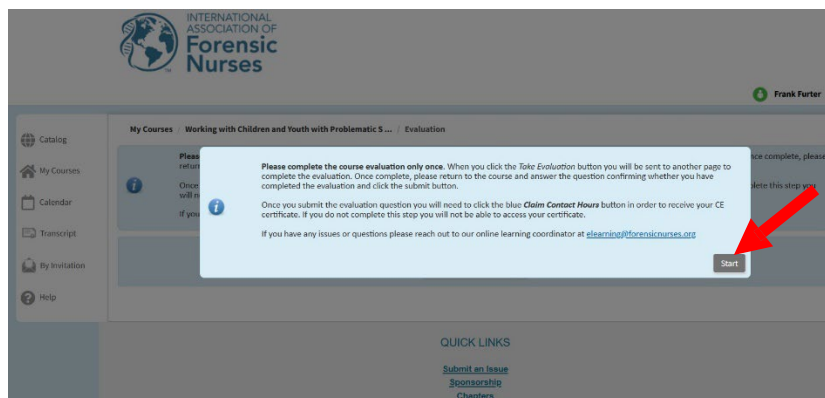 INTERNATIONAL
ASSOCIATION OF
Forensic
Nurses
Frank Furter
My Courses / Working with Children and Youth with Problematic S ... / Evaluation
Catalog
My Courses
Calendar
Transcript
By Invitation
Help
Please complete the course evaluation only once. When you click the Take Evaluation button you will be sent to another page to
complete the evaluation. Once complete, please return to the course and answer the question confirming whether you have
completed the evaluation and click the submit button.
Once you submit the evaluation question you will need to click the blue Claim Contact Hours button in order to receive your CE
certificate. If you do not complete this step you will not be able to access your certificate.
If you have any issues or questions please reach out to our online learning coordinator at elearning@forensicnurses.org
Start
QUICK LINKS
Submit an Issue
Sponsorship
Chapters